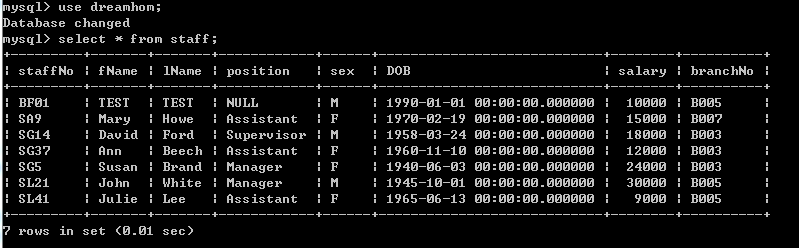 mysql> use dreamhom;
Database changed
mysql> select * from staff;
+---------+-------+-------+------------+------+----------------------------+--------+----------+
| staffNo | fName | lName | position   | sex  | DOB                        | salary | branchNo |
+---------+-------+-------+------------+------+----------------------------+--------+----------+
| BF01    | TEST  | TEST  | NULL       | M    | 1990-01-01 00:00:00.000000 |  10000 | B005     |
| SA9     | Mary  | Howe  | Assistant  | F    | 1970-02-19 00:00:00.000000 |  15000 | B007     |
| SG14    | David | Ford  | Supervisor | M    | 1958-03-24 00:00:00.000000 |  18000 | B003     |
| SG37    | Ann   | Beech | Assistant  | F    | 1960-11-10 00:00:00.000000 |  12000 | B003     |
| SG5     | Susan | Brand | Manager    | F    | 1940-06-03 00:00:00.000000 |  24000 | B003     |
| SL21    | John  | White | Manager    | M    | 1945-10-01 00:00:00.000000 |  30000 | B005     |
| SL41    | Julie | Lee   | Assistant  | F    | 1965-06-13 00:00:00.000000 |   9000 | B005     |
+---------+-------+-------+------------+------+----------------------------+--------+----------+
7 rows in set (0.01 sec)